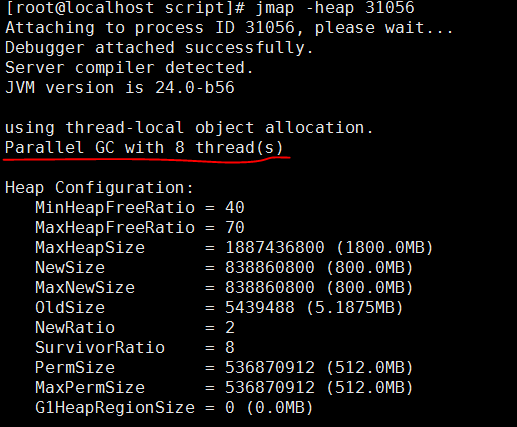 [root@localhost script]# jmap -heap 31056
Attaching to process ID 31056, please wait...
Debugger attached successfully.
Server compiler detected.
JVM version is 24.0-b56
using thread-local object allocation.
Parallel GC with 8 thread(s)
Heap Configuration:
MinHeapFreeRatio = 40
MaxHeapFreeRatio = 70
MaxHeapSize = 1887436800 (1800.0MB)
NewSize = 838860800 (800.0MB)
MaxNewSize = 838860800 (800.0MB)
OldSize = 5439488 (5.1875MB)
NewRatio = 2
SurvivorRatio = 8
PermSize = 536870912 (512.0MB)
MaxPermSize = 536870912 (512.0MB)
G1HeapRegionSize = 0 (0.0MB)